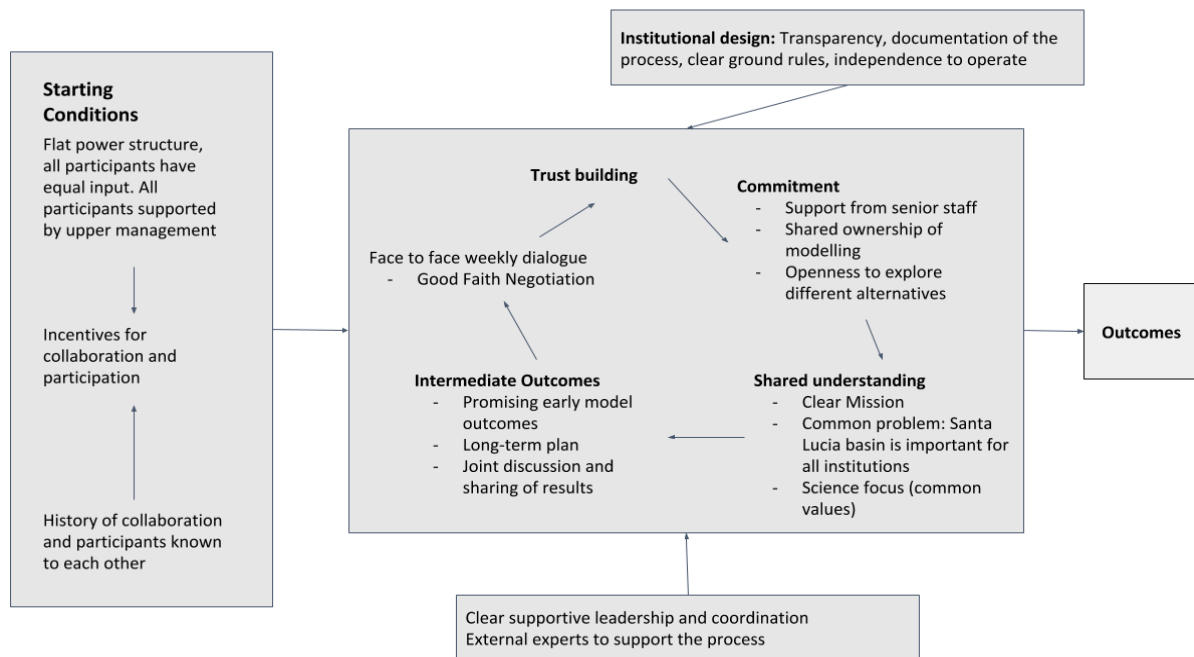 Institutional design: Transparency, documentation of the
process, clear ground rules, independence to operate
Starting
Conditions
Flat power structure,
all participants have
equal input. All
participants supported
by upper management
Incentives for
collaboration and
participation
History of collaboration
and participants known
to each other
Trust building
Commitment
- Support from senior staff
- Shared ownership of
modelling
- Openness to explore
different alternatives
Face to face weekly dialogue
- Good Faith Negotiation
Intermediate Outcomes
- Promising early model
outcomes
- Long-term plan
- Joint discussion and
sharing of results
Shared understanding
- Clear Mission
- Common problem: Santa
Lucia basin is important for
all institutions
- Science focus (common
values)
Outcomes
Clear supportive leadership and coordination
External experts to support the process